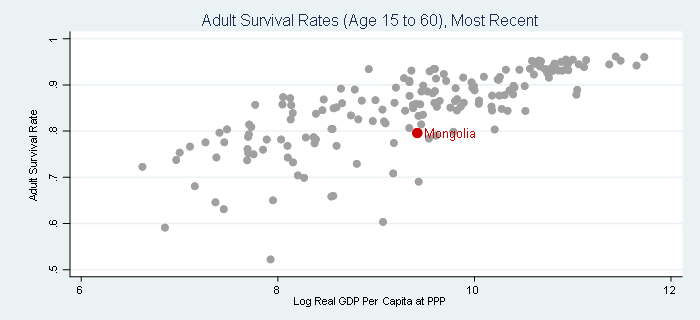 Adult Survival Rates (Age 15 to 60), Most Recent
1
.9
.8
.7
.6
.5
Adult Survival Rate
Mongolia
6 8 10 12
Log Real GDP Per Capita at PPP